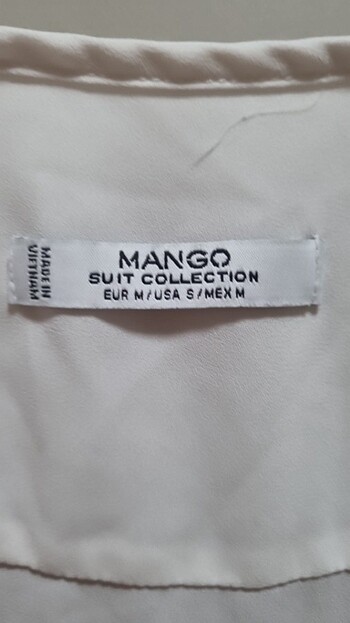 MANGO
SUIT COLLECTION
EUR M/USA S/MEX M
MADE IN
VIETNAM